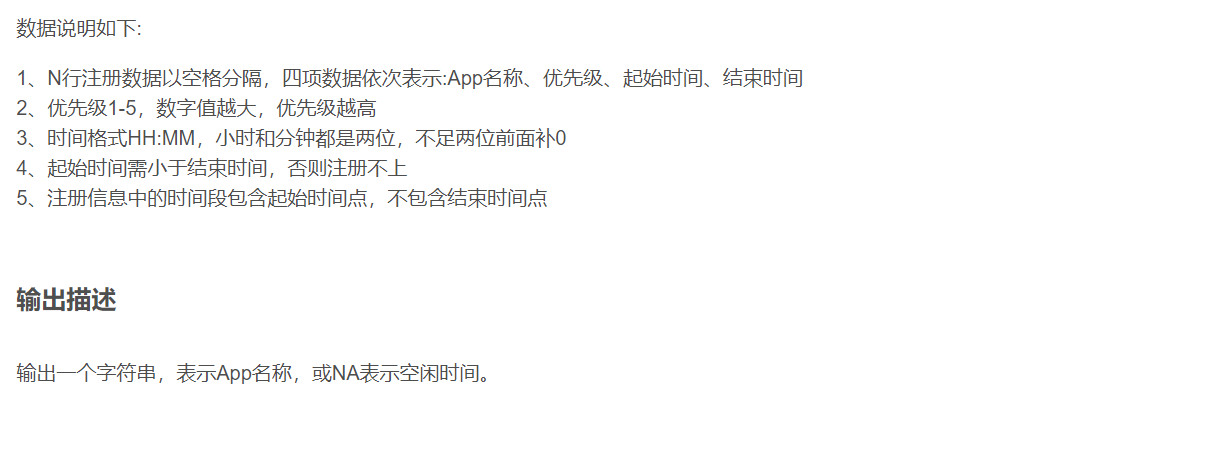 数据说明如下:
1、N行注册数据以空格分隔，四项数据依次表示:App名称、优先级、起始时间、结束时间
2、优先级1-5，数字值越大，优先级越高
3、时间格式HH:MM，小时和分钟都是两位，不足两位前面补0
4、起始时间需小于结束时间，否则注册不上
5、注册信息中的时间段包含起始时间点，不包含结束时间点
输出描述
输出一个字符串，表示App名称，或NA表示空闲时间。